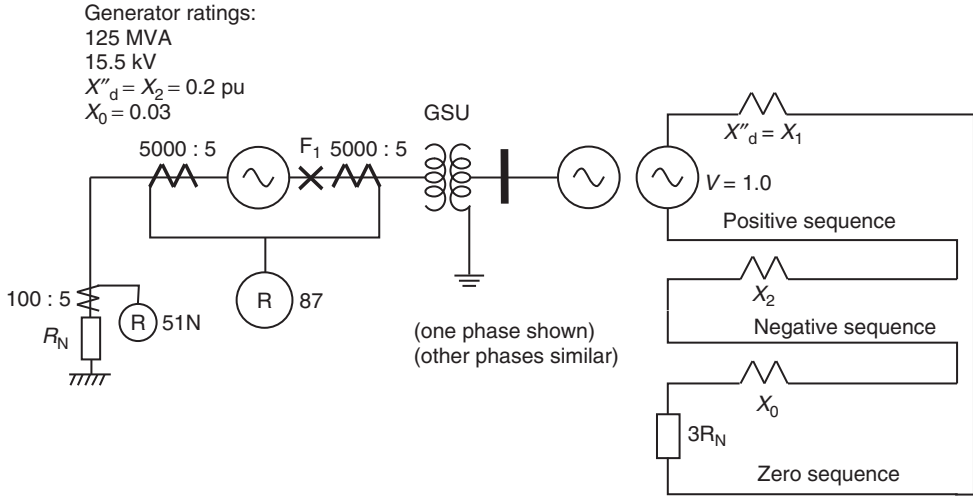 Generator ratings:
125 MVA
15.5 kV
X″d = X2 = 0.2 pu
X0 = 0.03
GSU
5000 : 5
F1
5000 : 5
X″d = X1
V = 1.0
Positive sequence
100 : 5
R
51N
R
87
X2
RN
(one phase shown)
(other phases similar)
Negative sequence
X0
3RN
Zero sequence